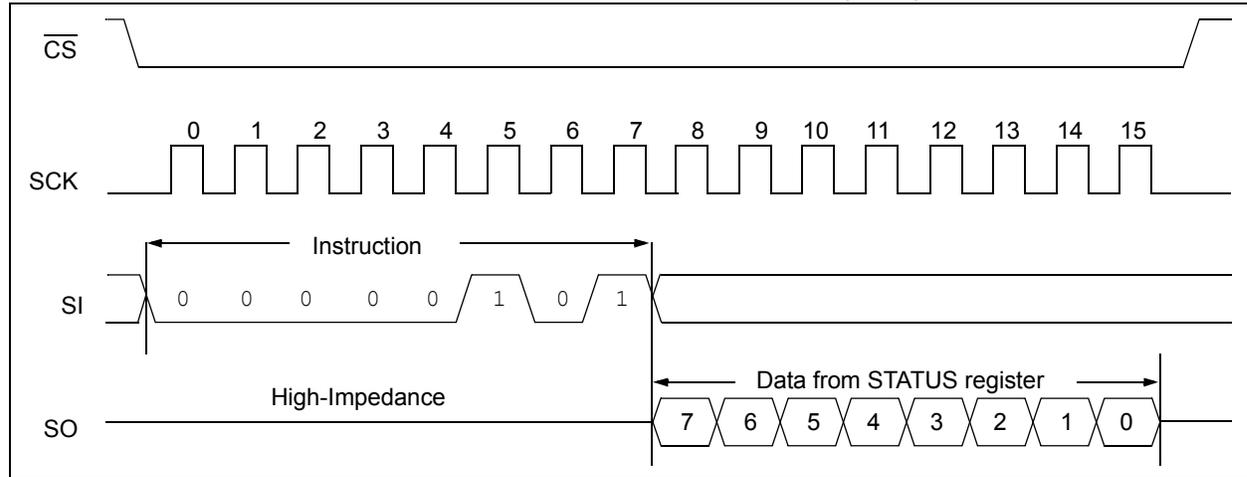 CS
0 1 2 3 4 5 6 7 8 9 10 11 12 13 14 15
SCK
Instruction
SI 0 0 0 0 0 1 0 1
Data from STATUS register
High-Impedance
SO 7 6 5 4 3 2 1 0